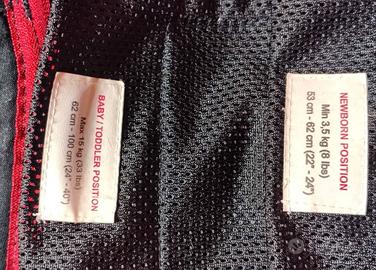 BABY / TODDLER POSITION
Max 15 kg (33 lbs)
62 cm - 100 cm (24" - 40")
NEWBORN POSITION
Min 3,5 kg (8 lbs)
53 cm - 62 cm (22" - 24")